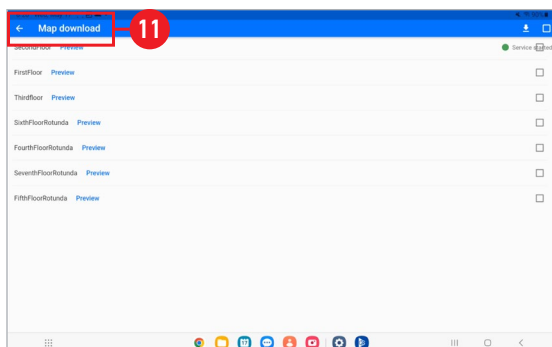 Map download
11
SecondFloor Preview
Service started
FirstFloor Preview
Thirdfloor Preview
SixthFloorRotunda Preview
FourthFloorRotunda Preview
SeventhFloorRotunda Preview
FifthFloorRotunda Preview